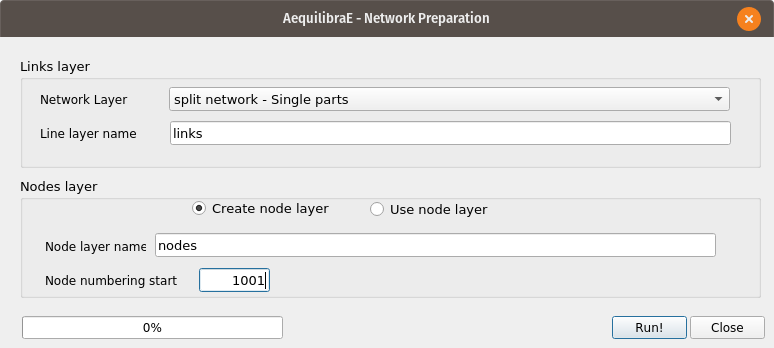 AequilibraE - Network Preparation
Links layer
Network Layer split network - Single parts
Line layer name links
Nodes layer
Create node layer Use node layer
Node layer name nodes
Node numbering start 1001
0% Run! Close